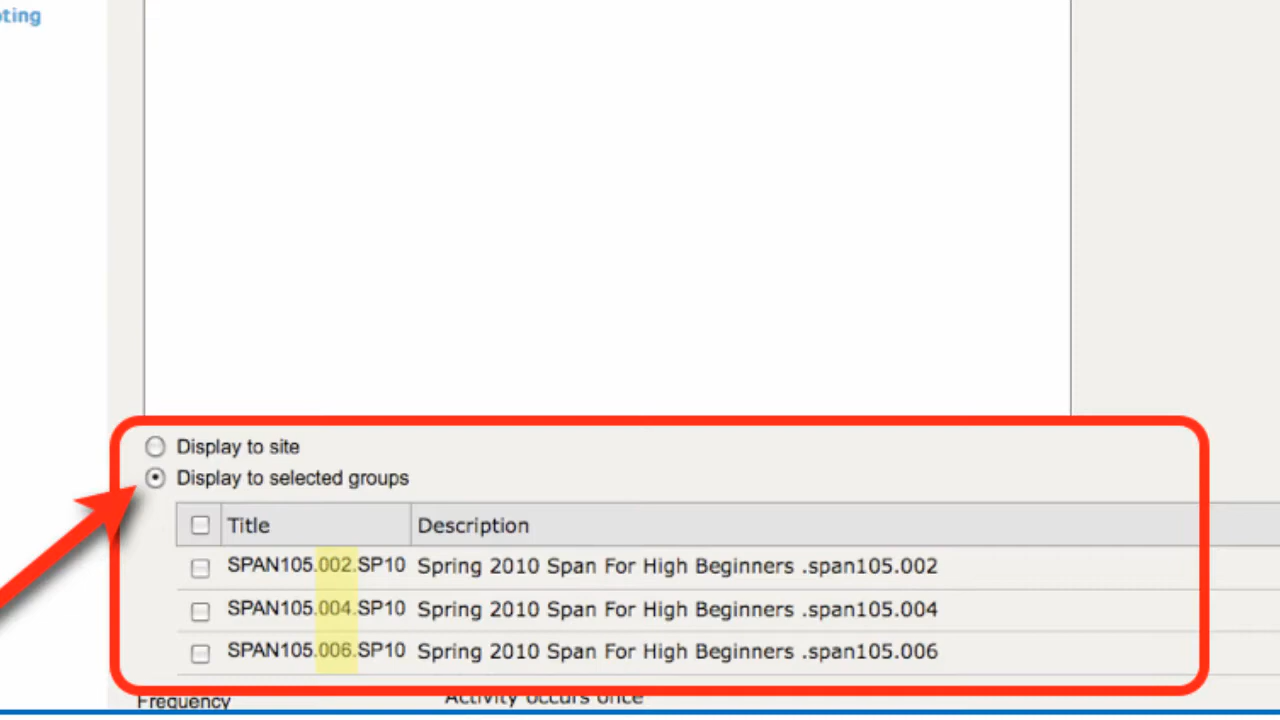 Display to site
Display to selected groups
Title Description
SPAN105.002.SP10 Spring 2010 Span For High Beginners .span105.002
SPAN105.004.SP10 Spring 2010 Span For High Beginners .span105.004
SPAN105.006.SP10 Spring 2010 Span For High Beginners .span105.006
Frequency Activity occurs once